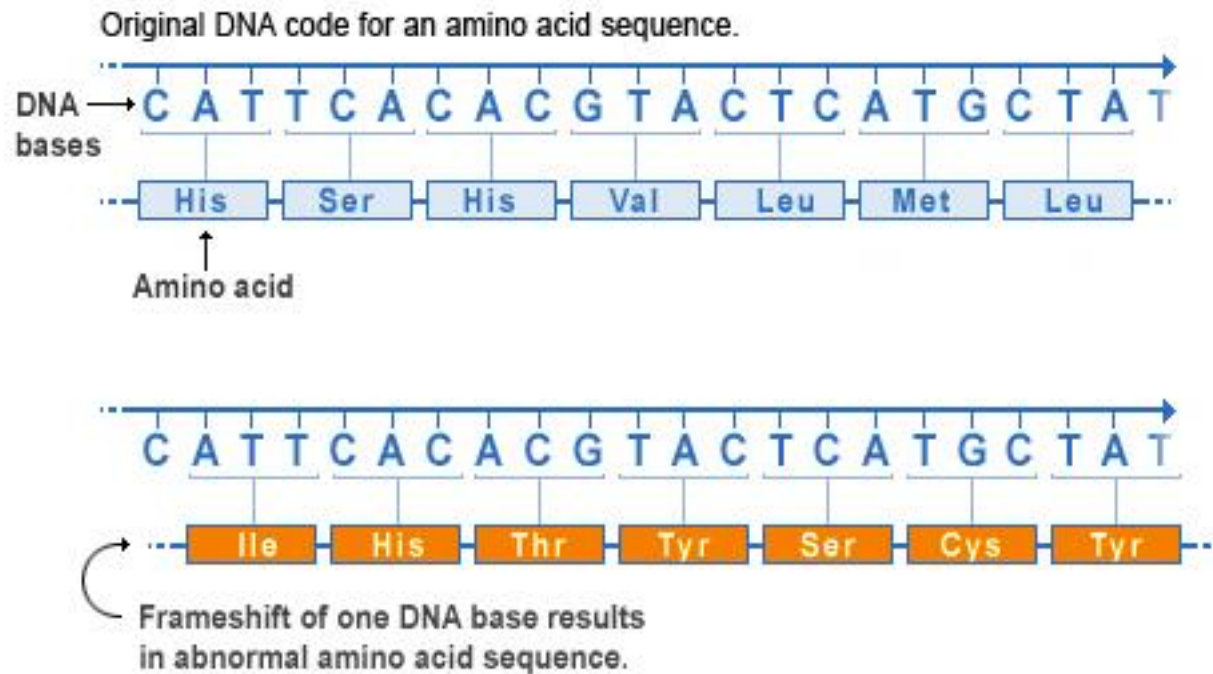 Original DNA code for an amino acid sequence.
DNA bases
C A T T C A C A C G T A C T C A T G C T A T
His Ser His Val Leu Met Leu
Amino acid
C A T T C A C A C G T A C T C A T G C T A T
Ile His Thr Tyr Ser Cys Tyr
Frameshift of one DNA base results
in abnormal amino acid sequence.